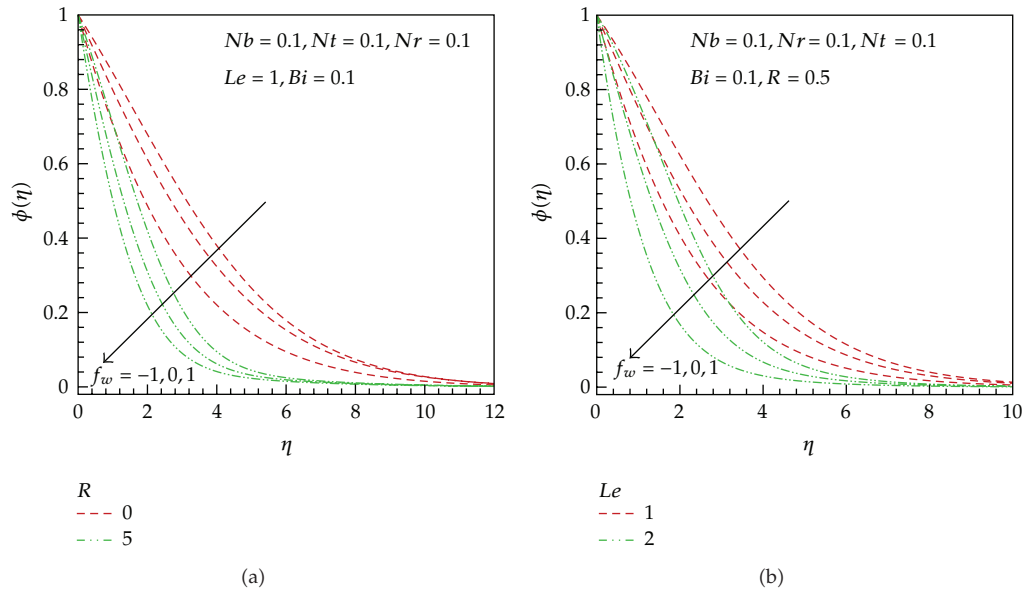 Nb = 0.1, Nt = 0.1, Nr = 0.1
Le = 1, Bi = 0.1
1
0.8
0.6
0.4
0.2
0
ϕ(η)
f_w = −1, 0, 1
0 2 4 6 8 10 12
η
R
0
5
(a)
Nb = 0.1, Nr = 0.1, Nt = 0.1
Bi = 0.1, R = 0.5
1
0.8
0.6
0.4
0.2
0
ϕ(η)
f_w = −1, 0, 1
0 2 4 6 8 10
η
Le
1
2
(b)